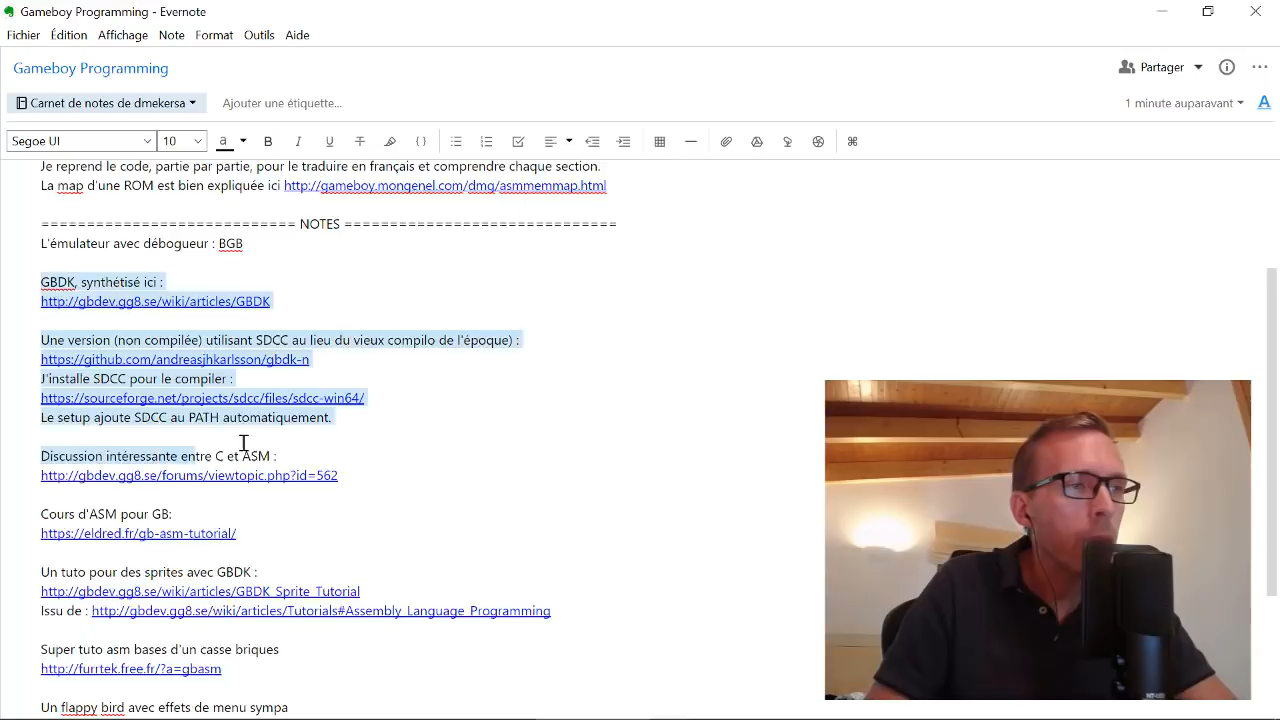 Gameboy Programming - Evernote
Fichier Édition Affichage Note Format Outils Aide
Gameboy Programming
Partager
Carnet de notes de dmekersa
Ajouter une étiquette...
1 minute auparavant
A
Segoe UI 10 a B I U T { }
Je reprend le code, partie par partie, pour le traduire en français et comprendre chaque section.
La map d'une ROM est bien expliquée ici http://gameboy.mongenel.com/dmg/asmmemmap.html
============================ NOTES ==============================
L'émulateur avec débogueur : BGB
GBDK, synthétisé ici :
http://gbdev.gg8.se/wiki/articles/GBDK
Une version (non compilée) utilisant SDCC au lieu du vieux compilo de l'époque) :
https://github.com/andreasjhkarlsson/gbdk-n
J'installe SDCC pour le compiler :
https://sourceforge.net/projects/sdcc/files/sdcc-win64/
Le setup ajoute SDCC au PATH automatiquement.
Discussion intéressante entre C et ASM :
http://gbdev.gg8.se/forums/viewtopic.php?id=562
Cours d'ASM pour GB:
https://eldred.fr/gb-asm-tutorial/
Un tuto pour des sprites avec GBDK :
http://gbdev.gg8.se/wiki/articles/GBDK_Sprite_Tutorial
Issu de : http://gbdev.gg8.se/wiki/articles/Tutorials#Assembly_Language_Programming
Super tuto asm bases d'un casse briques
http://furrtek.free.fr/?a=gbasm
Un flappy bird avec effets de menu sympa